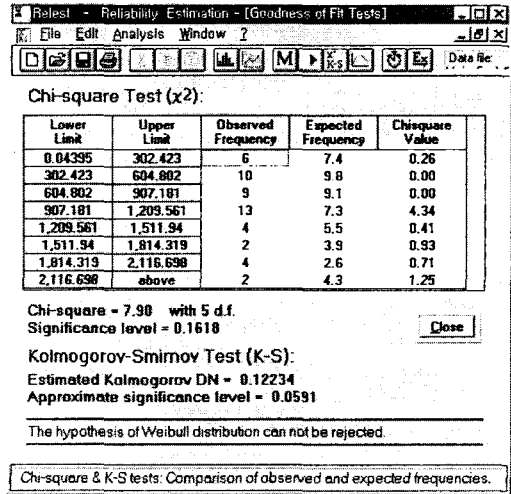 Relest - Reliability Estimation - [Goodness of Fit Tests]
File Edit Analysis Window ?
M K-S Ex Data file:
Chi-square Test (χ2):
Lower Limit Upper Limit Observed Frequency Expected Frequency Chisquare Value
0.04395 302.423 6 7.4 0.26
302.423 604.802 10 9.8 0.00
604.802 907.181 9 9.1 0.00
907.181 1,209.561 13 7.3 4.34
1,209.561 1,511.94 4 5.5 0.41
1,511.94 1,814.319 2 3.9 0.93
1,814.319 2,116.698 4 2.6 0.71
2,116.698 above 2 4.3 1.25
Chi-square = 7.90 with 5 d.f.
Significance level = 0.1618
Close
Kolmogorov-Smirnov Test (K-S):
Estimated Kolmogorov DN = 0.12234
Approximate significance level = 0.0591
The hypothesis of Weibull distribution can not be rejected.
Chi-square & K-S tests: Comparison of observed and expected frequencies.